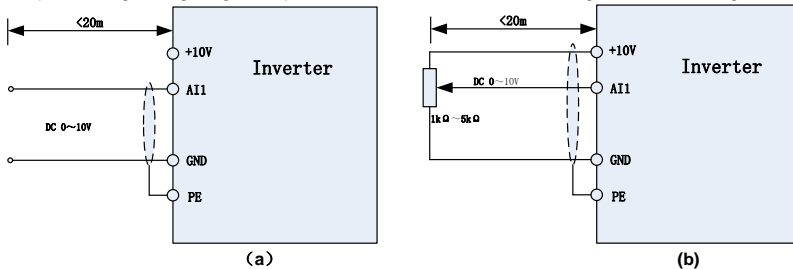 <20m
+10V
Inverter
AI1
DC 0～10V
GND
PE
(a)
<20m
+10V
Inverter
DC 0～10V
AI1
1kΩ～5kΩ
GND
PE
(b)